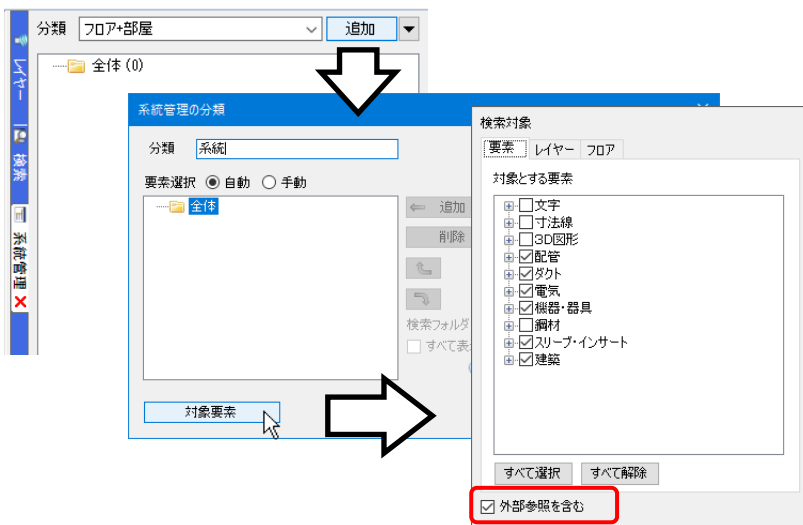 分類 フロア+部屋 追加
レイヤー
検索
系統管理
全体 (0)
系統管理の分類
分類 系統
要素選択 自動 手動
全体
追加
削除
検索フォルダ
すべて表
対象要素
検索対象
要素 レイヤー フロア
対象とする要素
文字
寸法線
3D図形
配管
ダクト
電気
機器・器具
鋼材
スリーブ・インサート
建築
すべて選択 すべて解除
外部参照を含む